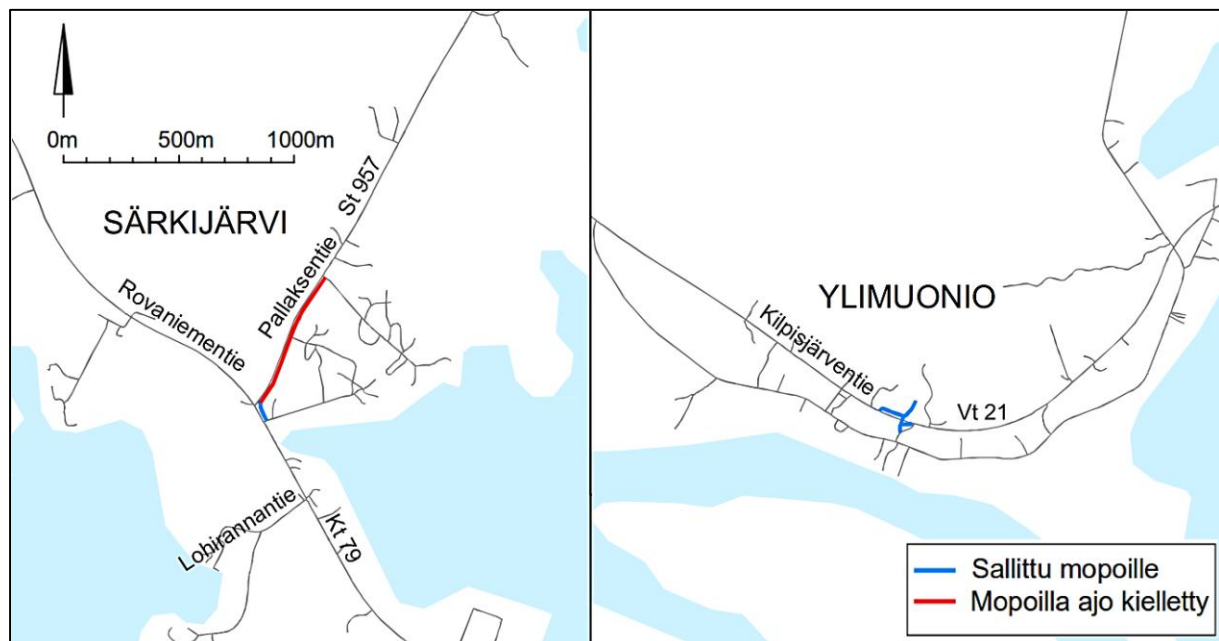 0m 500m 1000m
SÄRKIJÄRVI
St 957
Pallaksentie
Rovaniementie
Lohirannantie
Kt 79
YLIMUONIO
Kilpisjärventie
Vt 21
Sallittu mopoille
Mopoilla ajo kielletty